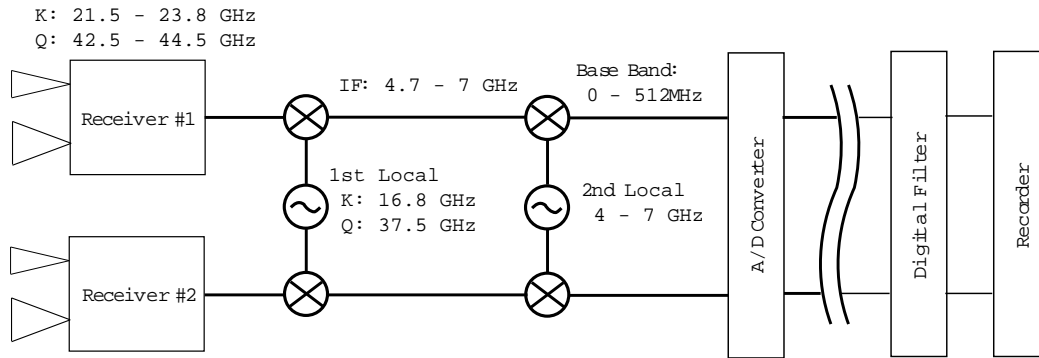 K: 21.5 - 23.8 GHz
Q: 42.5 - 44.5 GHz
Receiver #1
IF: 4.7 - 7 GHz
Base Band:
0 - 512MHz
1st Local
K: 16.8 GHz
Q: 37.5 GHz
2nd Local
4 - 7 GHz
Receiver #2
A/D Converter
Digital Filter
Recorder